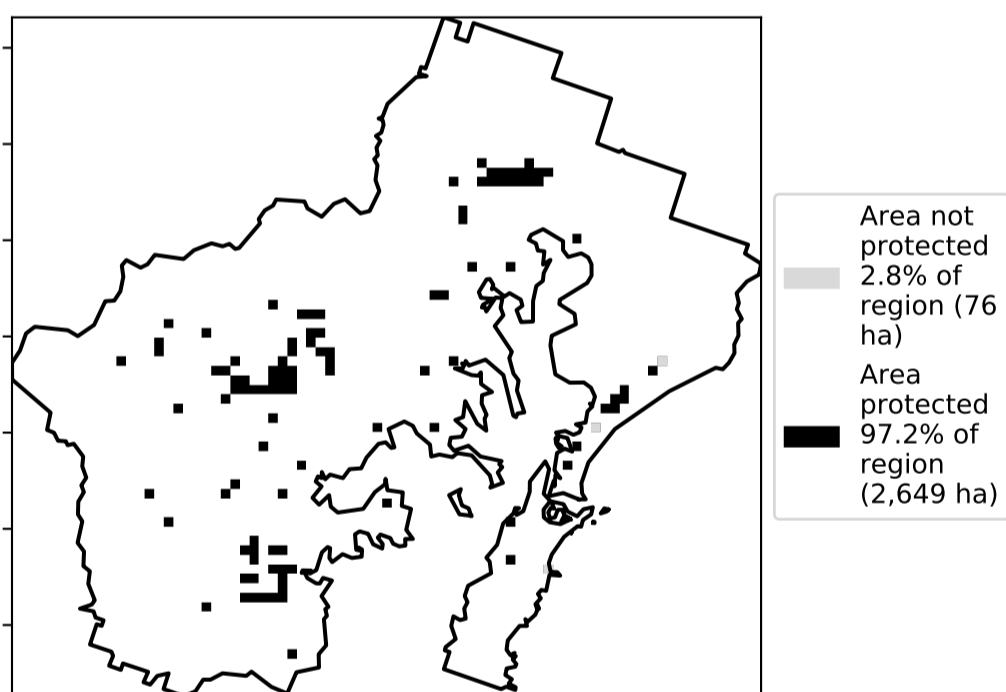 Area not
protected
2.8% of
region (76
ha)
Area
protected
97.2% of
region
(2,649 ha)